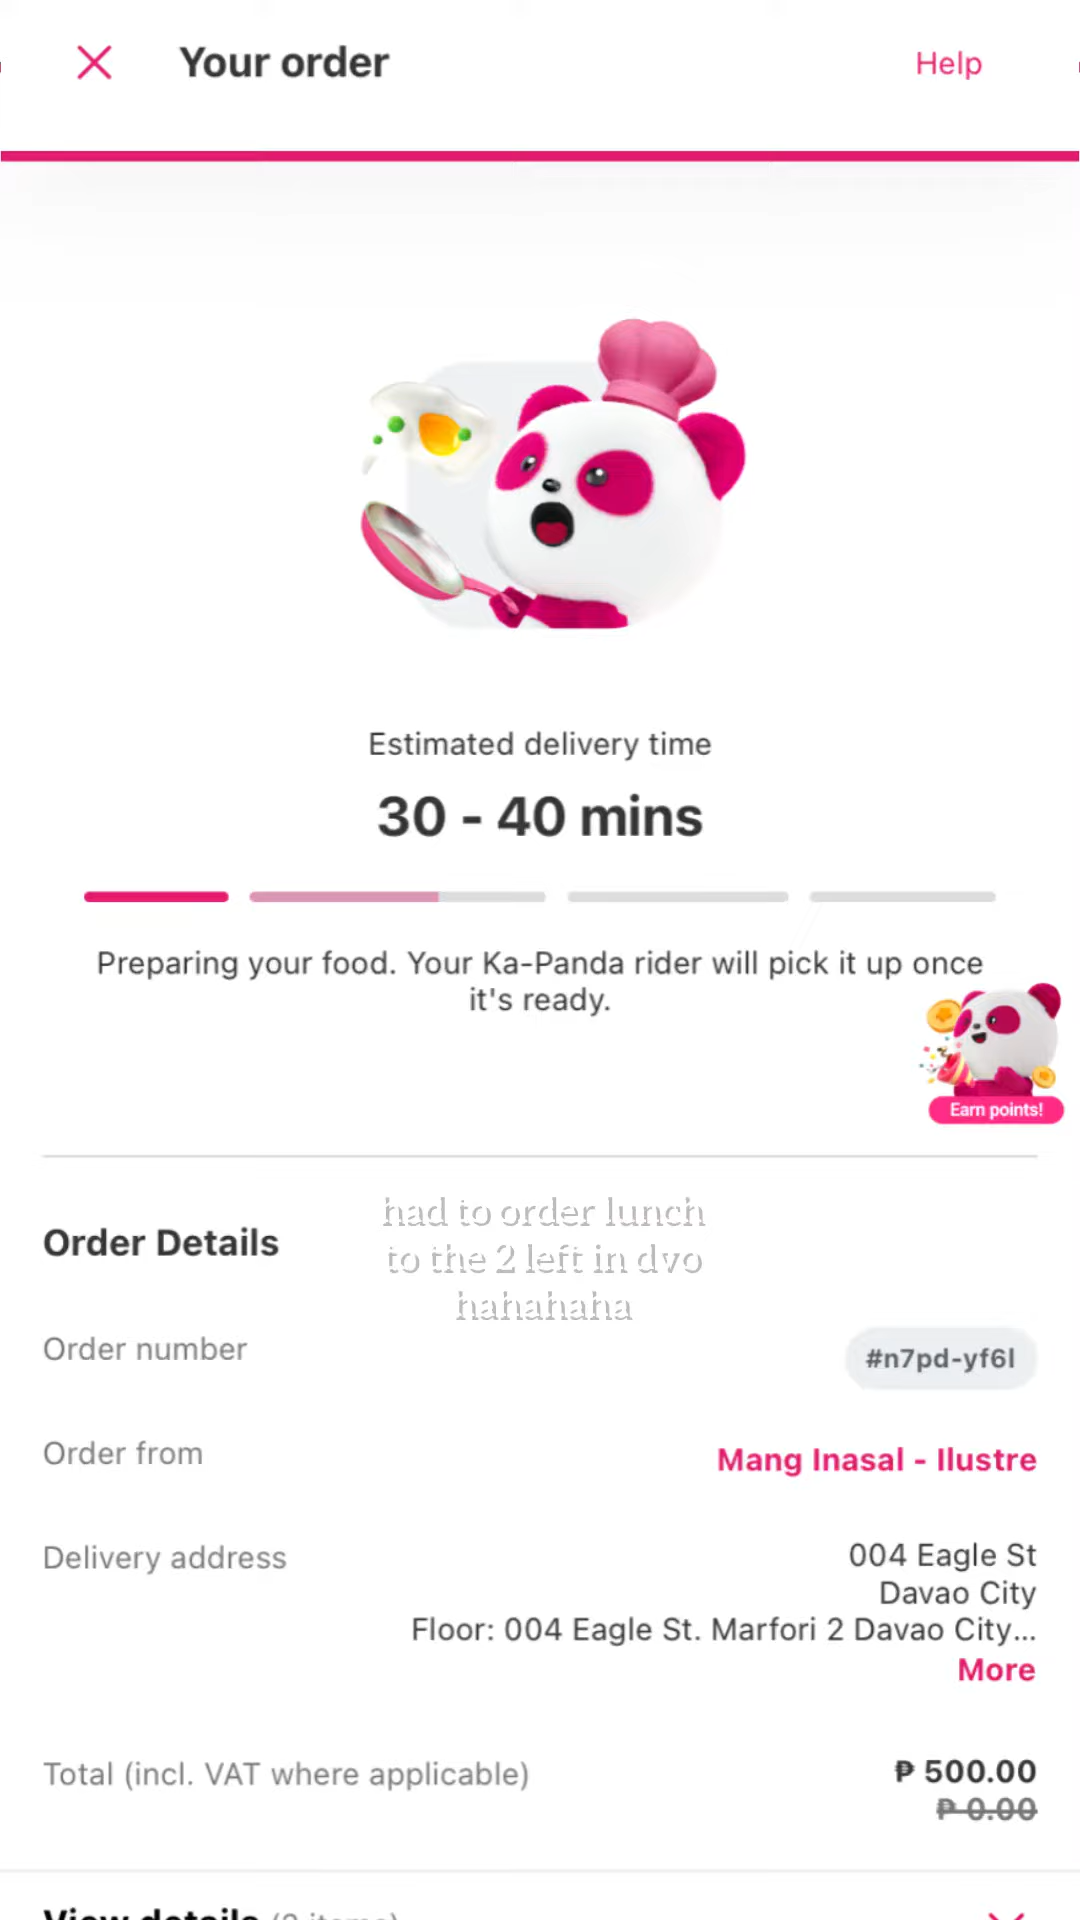 Your order
Help
Estimated delivery time
30 - 40 mins
Preparing your food. Your Ka-Panda rider will pick it up once
it's ready.
Earn points!
had to order lunch
to the 2 left in dvo
hahahaha
Order Details
Order number
#n7pd-yf6l
Order from
Mang Inasal - Ilustre
Delivery address
004 Eagle St
Davao City
Floor: 004 Eagle St. Marfori 2 Davao City...
More
Total (incl. VAT where applicable)
₱ 500.00
₱ 0.00
View details